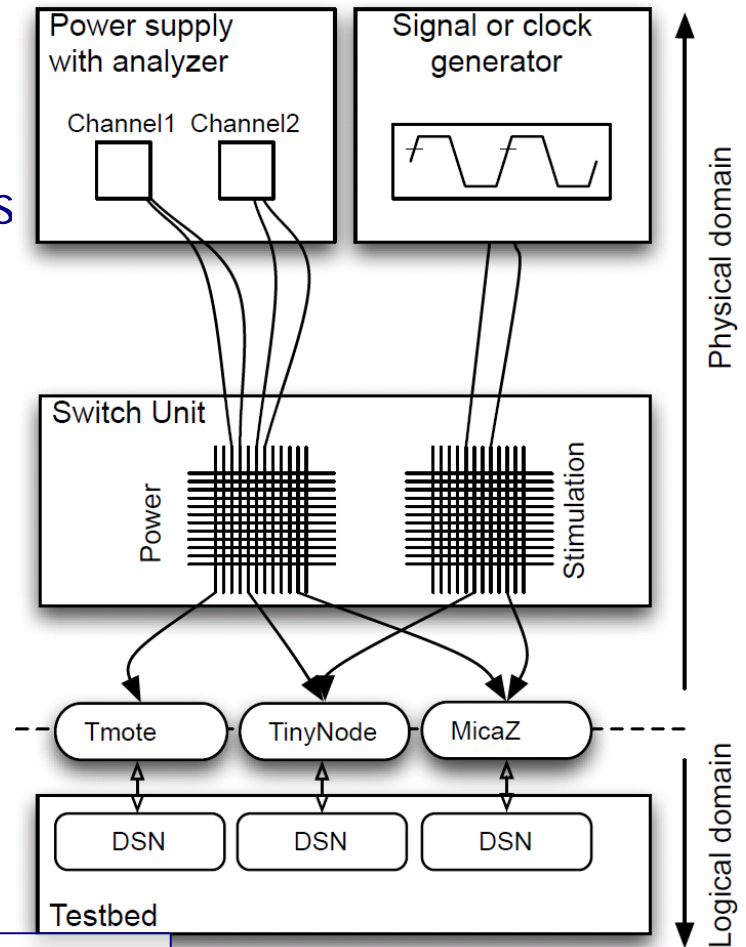 Power supply
with analyzer
Channel1 Channel2
Signal or clock
generator
s
Physical domain
Switch Unit
Power
Stimulation
Tmote
TinyNode
MicaZ
Logical domain
DSN
DSN
DSN
Testbed